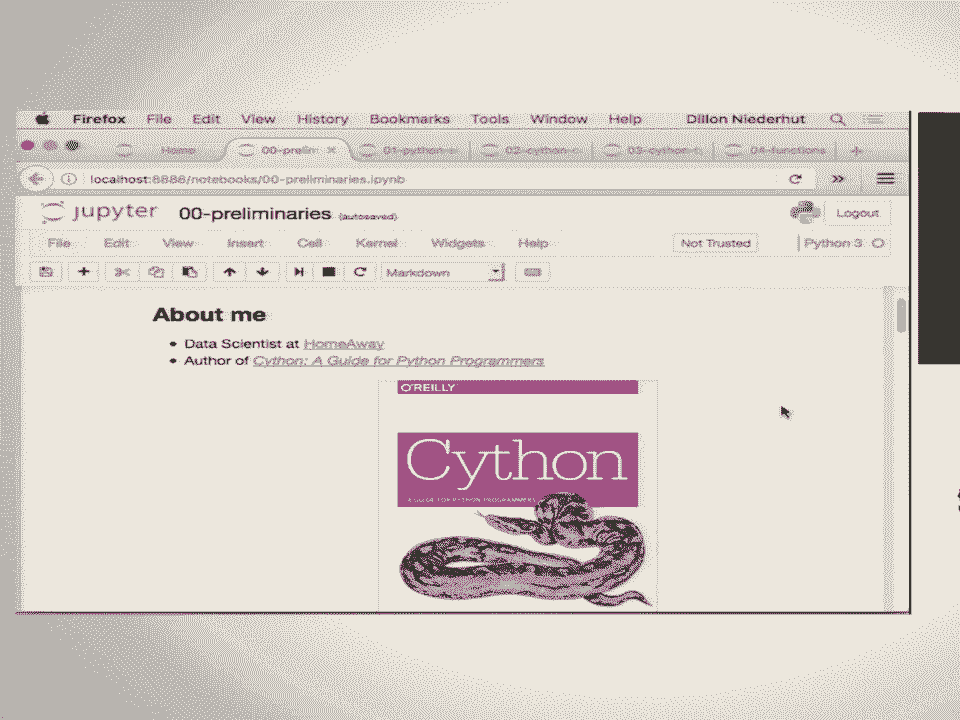 Firefox File Edit View History Bookmarks Tools Window Help Dillon Niederhut
Home 00-prelim 01-python- 02-cython- 03-cython- 04-functions
localhost:8888/notebooks/00-preliminaries.ipynb
jupyter 00-preliminaries (autosaved) Logout
File Edit View Insert Cell Kernel Widgets Help Not Trusted Python 3
Markdown
About me
• Data Scientist at HomeAway
• Author of Cython: A Guide for Python Programmers
O'REILLY
Cython
A GUIDE FOR PYTHON PROGRAMMERS